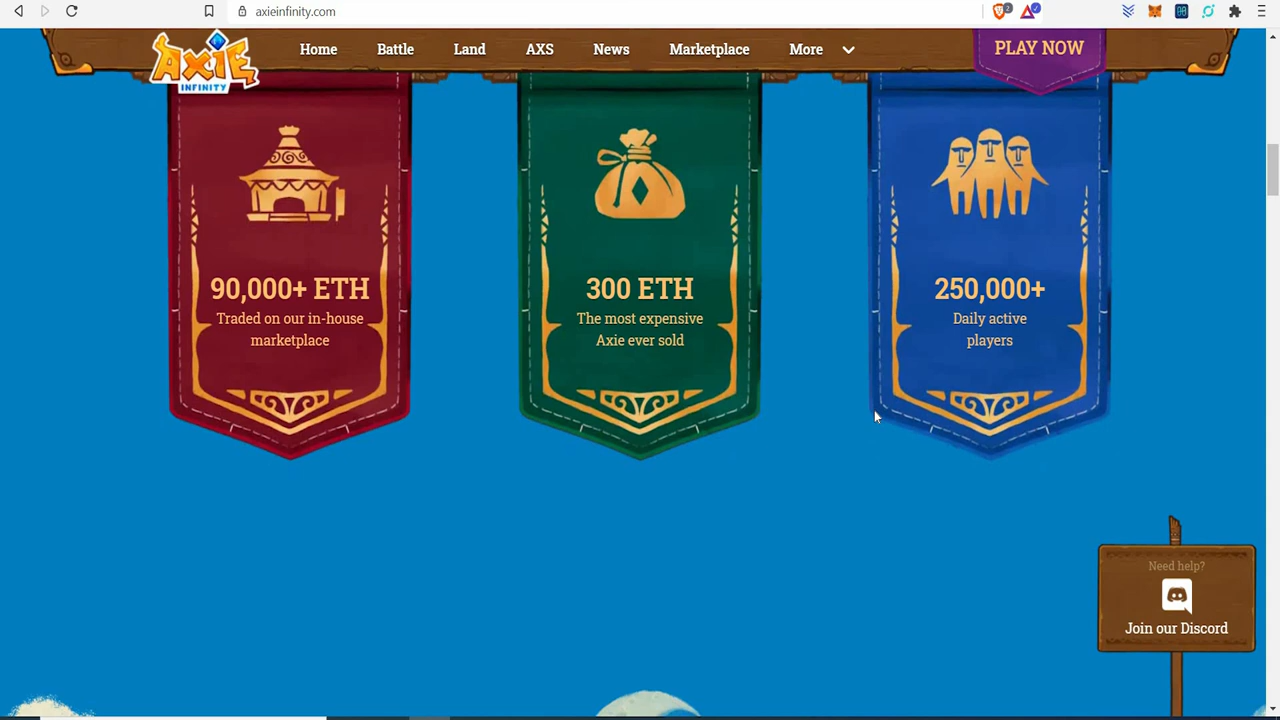 axieinfinity.com
2
AXIE
INFINITY
Home
Battle
Land
AXS
News
Marketplace
More
PLAY NOW
90,000+ ETH
Traded on our in-house
marketplace
300 ETH
The most expensive
Axie ever sold
250,000+
Daily active
players
Need help?
Join our Discord